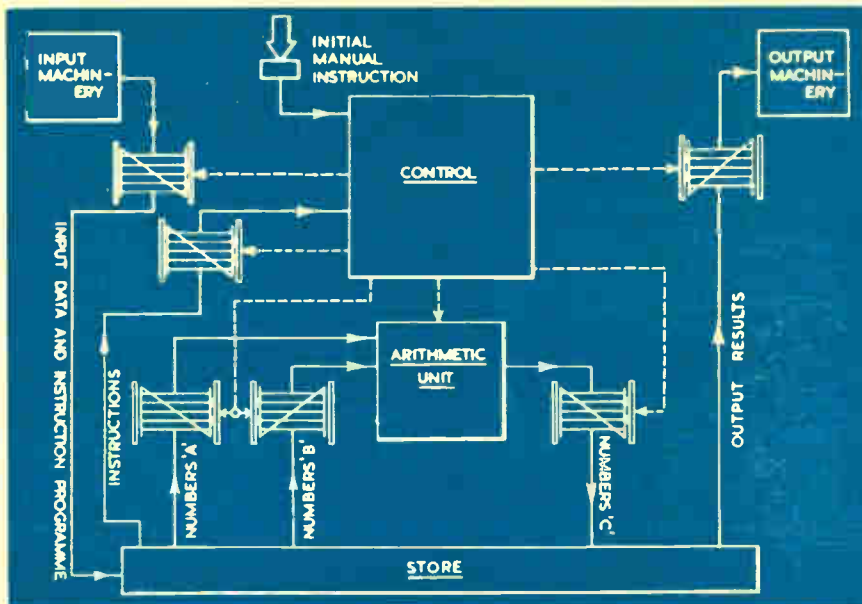 INPUT
MACHIN-
ERY
INITIAL
MANUAL
INSTRUCTION
OUTPUT
MACHIN-
ERY
CONTROL
INPUT DATA AND INSTRUCTION PROGRAMME
INSTRUCTIONS
ARITHMETIC
UNIT
NUMBERS 'A'
NUMBERS 'B'
NUMBERS 'C'
OUTPUT RESULTS
STORE